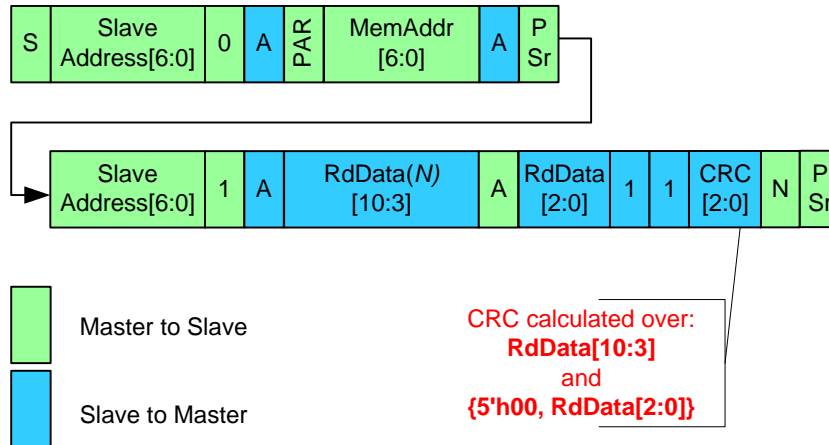 S
Slave
Address[6:0]
0
A
PAR
MemAddr
[6:0]
A
P
Sr
Slave
Address[6:0]
1
A
RdData(N)
[10:3]
A
RdData
[2:0]
1
1
CRC
[2:0]
N
P
Sr
Master to Slave
Slave to Master
CRC calculated over:
RdData[10:3]
and
{5'h00, RdData[2:0]}